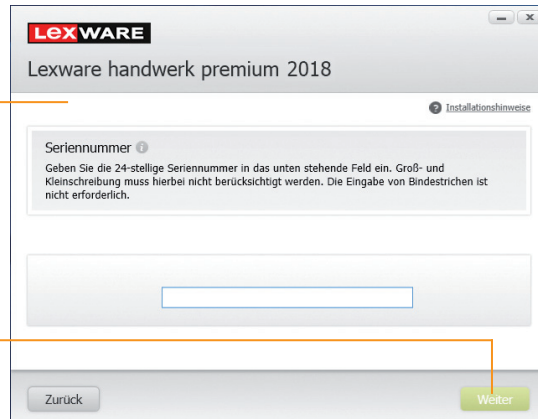 LEXWARE
Lexware handwerk premium 2018
Installationshinweise
Seriennummer
Geben Sie die 24-stellige Seriennummer in das unten stehende Feld ein. Groß- und
Kleinschreibung muss hierbei nicht berücksichtigt werden. Die Eingabe von Bindestrichen ist
nicht erforderlich.
Zurück
Weiter